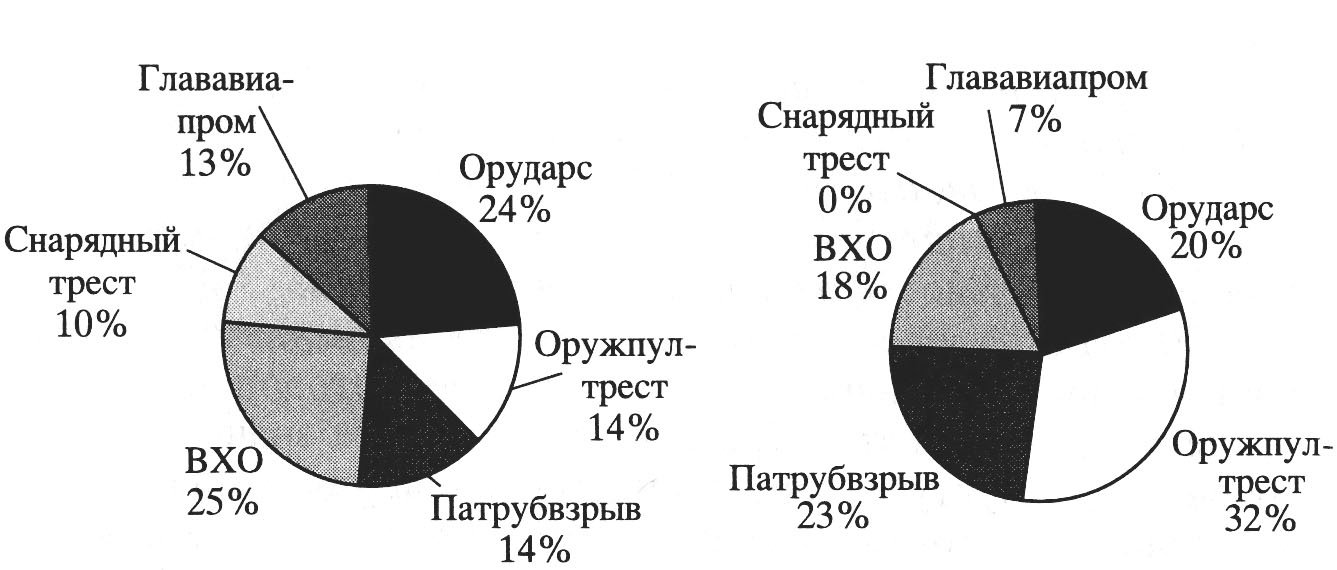 Глававиа-
пром
13%
Орударс
24%
Снарядный
трест
10%
Оружпул-
трест
14%
ВХО
25%
Патрубвзрыв
14%
Глававиапром
7%
Снарядный
трест
0%
Орударс
20%
ВХО
18%
Оружпул-
трест
32%
Патрубвзрыв
23%